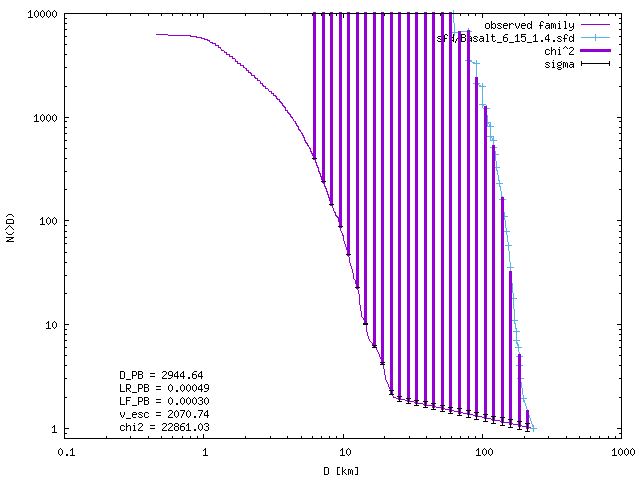 10000
1000
100
10
1
N(>D)
observed family
sfd/Basalt_6_15_1.4.sfd
chi^2
sigma
D_PB = 2944.64
LR_PB = 0.00049
LF_PB = 0.00030
v_esc = 2070.74
chi2 = 22861.03
0.1 1 10 100 1000
D [km]